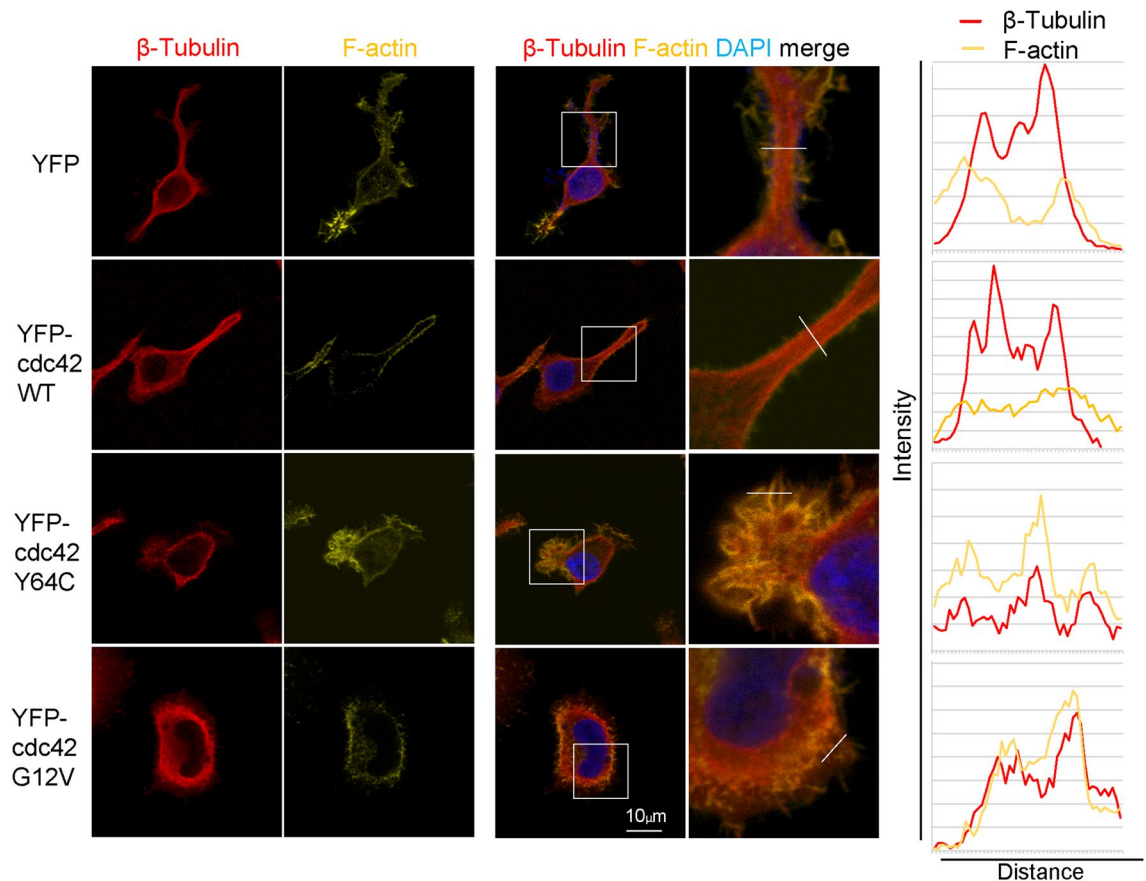 β-Tubulin
F-actin
β-Tubulin F-actin DAPI merge
β-Tubulin
F-actin
YFP
YFP-
cdc42
WT
YFP-
cdc42
Y64C
YFP-
cdc42
G12V
10μm
Intensity
Distance